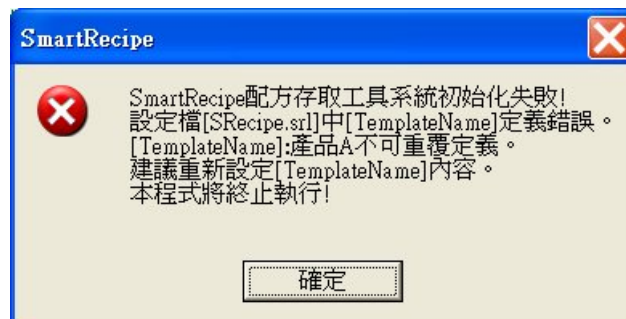 SmartRecipe
SmartRecipe配方存取工具系統初始化失敗!
設定檔[SRecipe.srl]中[TemplateName]定義錯誤。
[TemplateName]:產品A不可重覆定義。
建議重新設定[TemplateName]內容。
本程式將終止執行!
確定